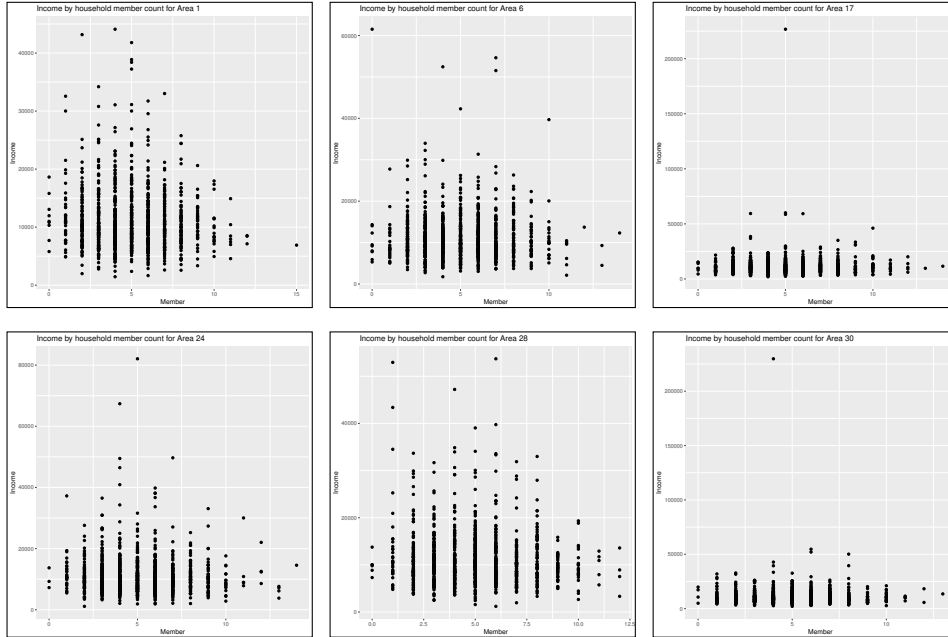 Income by household member count for Area 1
Income
40000
30000
20000
10000
0
0
5
10
15
Member
Income by household member count for Area 6
Income
60000
40000
20000
0
0
5
10
Member
Income by household member count for Area 17
Income
200000
150000
100000
50000
0
0
5
10
Member
Income by household member count for Area 24
Income
80000
60000
40000
20000
0
0
5
10
Member
Income by household member count for Area 28
Income
40000
20000
0
0.0
2.5
5.0
7.5
10.0
12.5
Member
Income by household member count for Area 30
Income
200000
150000
100000
50000
0
0
5
10
Member